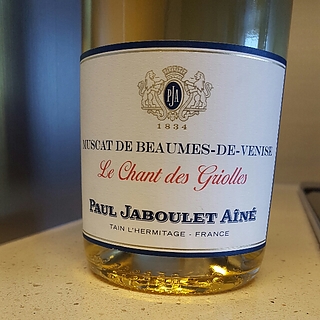 PJA
1834
MUSCAT DE BEAUMES-DE-VENISE
Le Chant des Griolles
PAUL JABOULET AÎNÉ
TAIN L'HERMITAGE - FRANCE